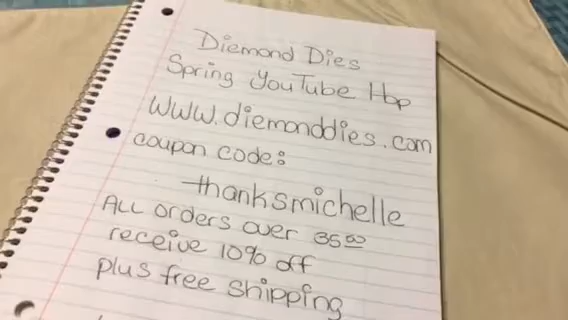 Diemond Dies
Spring YouTube Hop
www.diemonddies.com
coupon code:
thanksmichelle
ALL orders over 35.00
receive 10% off
plus free shipping